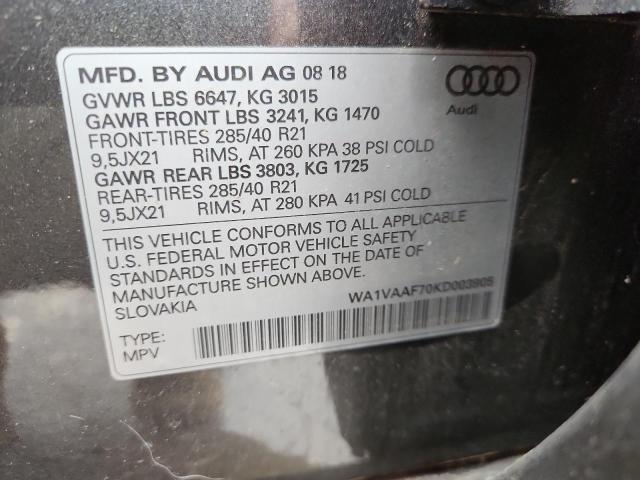 MFD. BY AUDI AG 08 18
GVWR LBS 6647, KG 3015
GAWR FRONT LBS 3241, KG 1470
FRONT-TIRES 285/40 R21
9,5JX21 RIMS, AT 260 KPA 38 PSI COLD
GAWR REAR LBS 3803, KG 1725
REAR-TIRES 285/40 R21
9,5JX21 RIMS, AT 280 KPA 41 PSI COLD
Audi
THIS VEHICLE CONFORMS TO ALL APPLICABLE
U.S. FEDERAL MOTOR VEHICLE SAFETY
STANDARDS IN EFFECT ON THE DATE OF
MANUFACTURE SHOWN ABOVE.
SLOVAKIA
WA1VAAF70KD003905
TYPE:
MPV